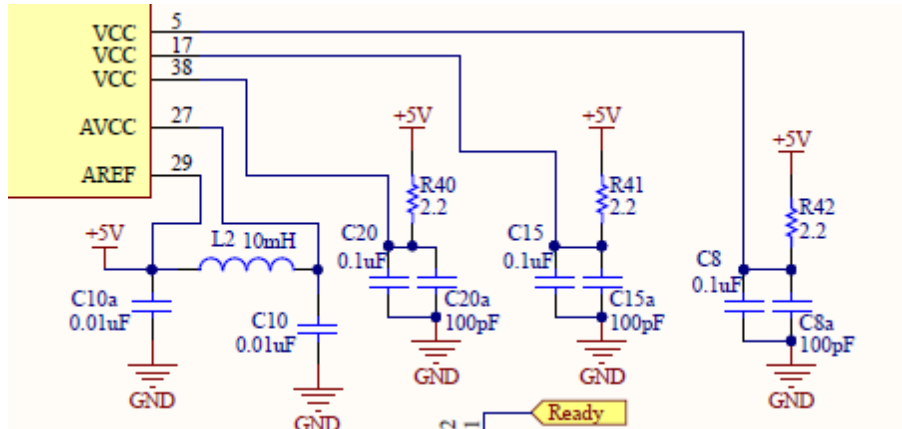 VCC 5
VCC 17
VCC 38
AVCC 27
AREF 29
+5V
+5V
+5V
+5V
R40
2.2
R41
2.2
R42
2.2
L2 10mH
C20
0.1uF
C15
0.1uF
C8
0.1uF
C10a
0.01uF
C10
0.01uF
C20a
100pF
C15a
100pF
C8a
100pF
GND
GND
GND
GND
GND
2
1
Ready